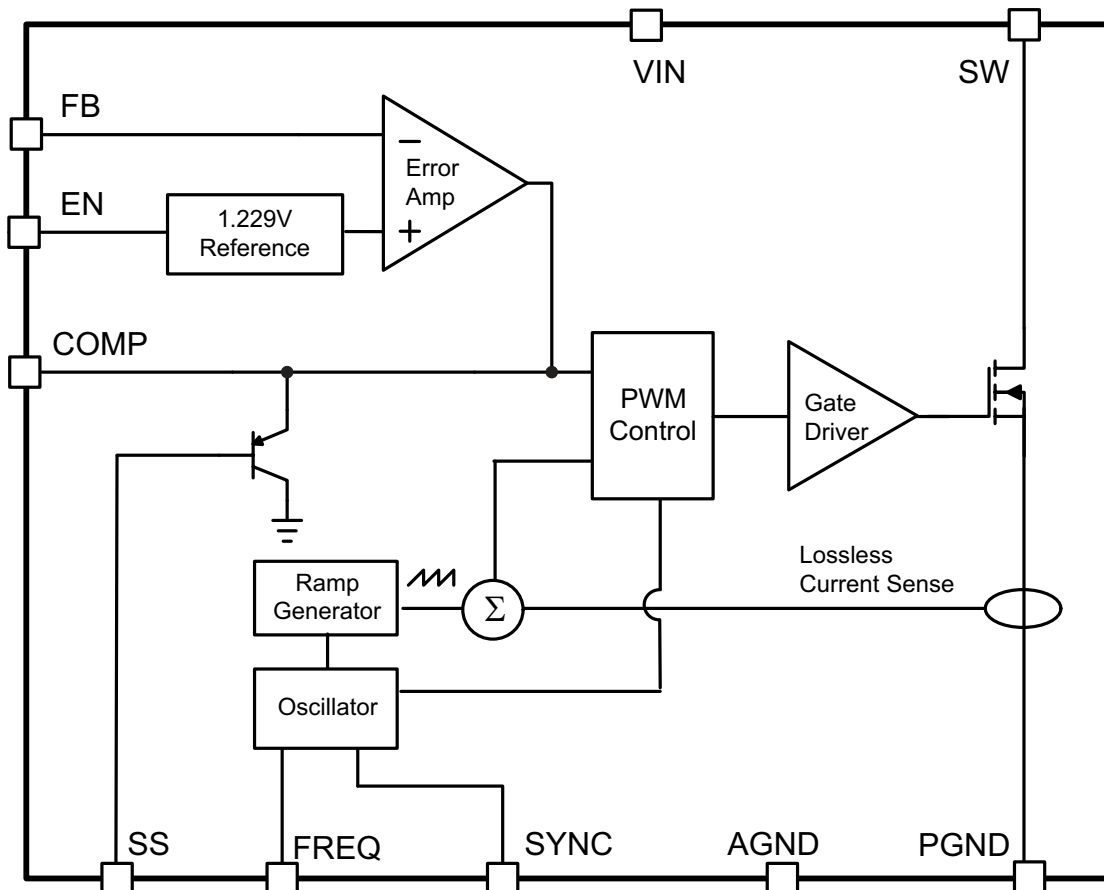 VIN
SW
FB
−
Error
Amp
EN
1.229V
Reference
+
COMP
PWM
Control
Gate
Driver
Lossless
Current Sense
Ramp
Generator
Σ
Oscillator
SS
FREQ
SYNC
AGND
PGND